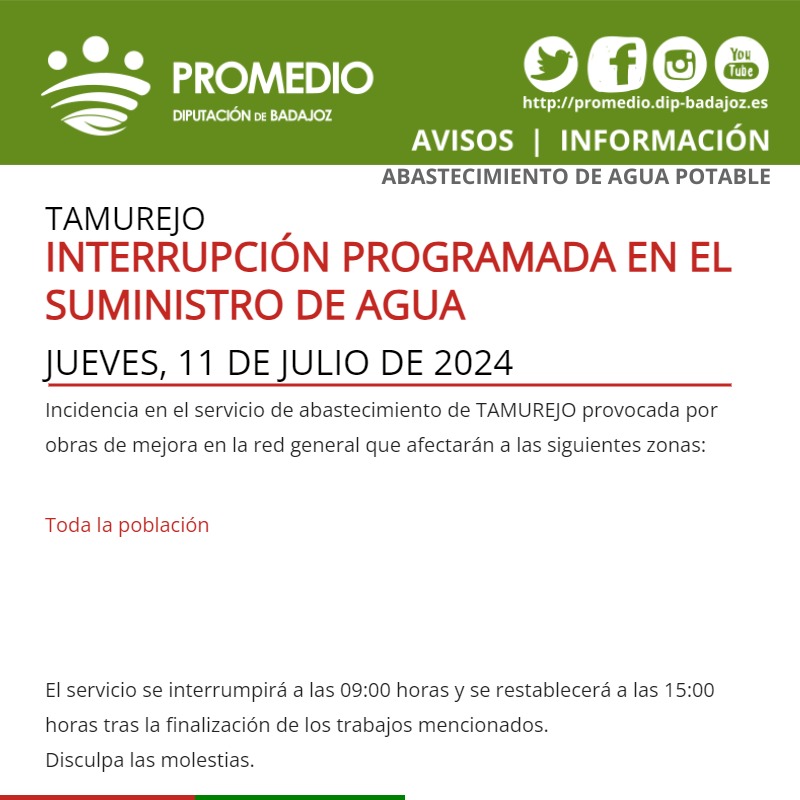 PROMEDIO
DIPUTACIÓN DE BADAJOZ
You
Tube
http://promedio.dip-badajoz.es
AVISOS | INFORMACIÓN
ABASTECIMIENTO DE AGUA POTABLE
TAMUREJO
INTERRUPCIÓN PROGRAMADA EN EL
SUMINISTRO DE AGUA
JUEVES, 11 DE JULIO DE 2024
Incidencia en el servicio de abastecimiento de TAMUREJO provocada por
obras de mejora en la red general que afectarán a las siguientes zonas:
Toda la población
El servicio se interrumpirá a las 09:00 horas y se restablecerá a las 15:00
horas tras la finalización de los trabajos mencionados.
Disculpa las molestias.